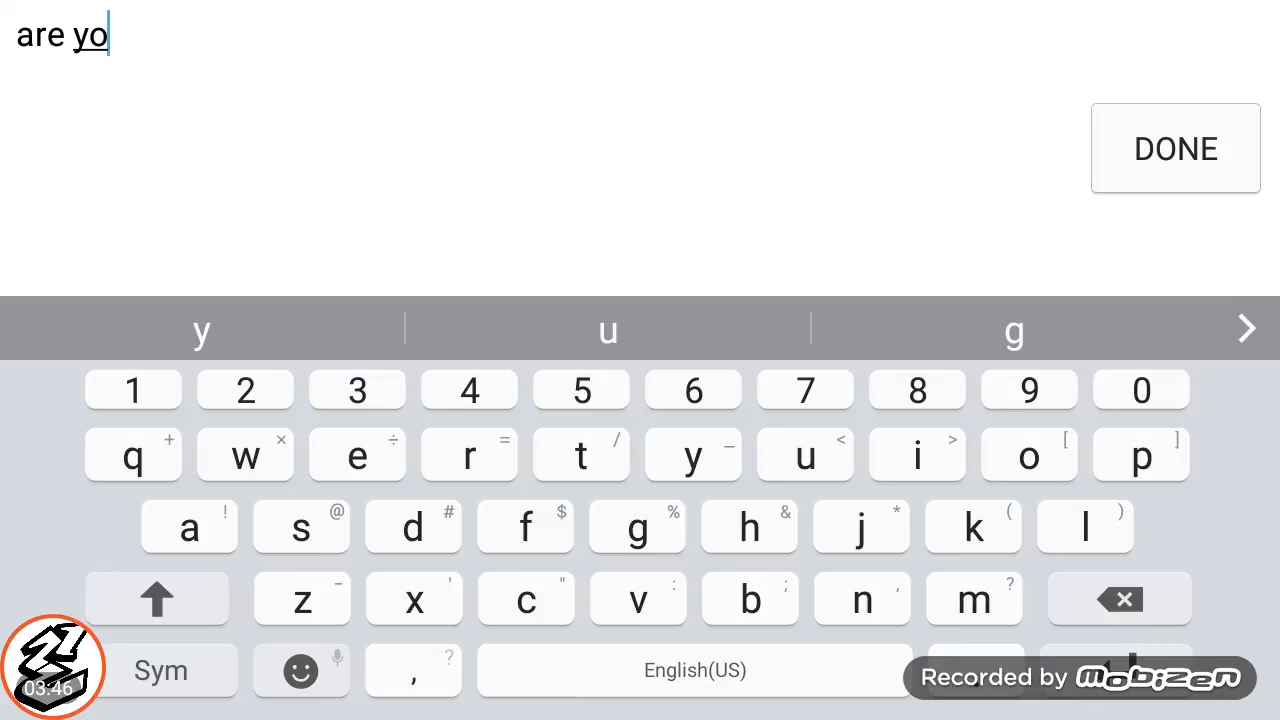 are yo
DONE
y u g
1 2 3 4 5 6 7 8 9 0
q + w × e ÷ r = t / y _ u < i > o [ p ]
a ! s @ d # f $ g % h & j * k ( l )
z - x ' c " v : b ; n , m ?
Sym , ? English(US)
03:46
Recorded by mobizen